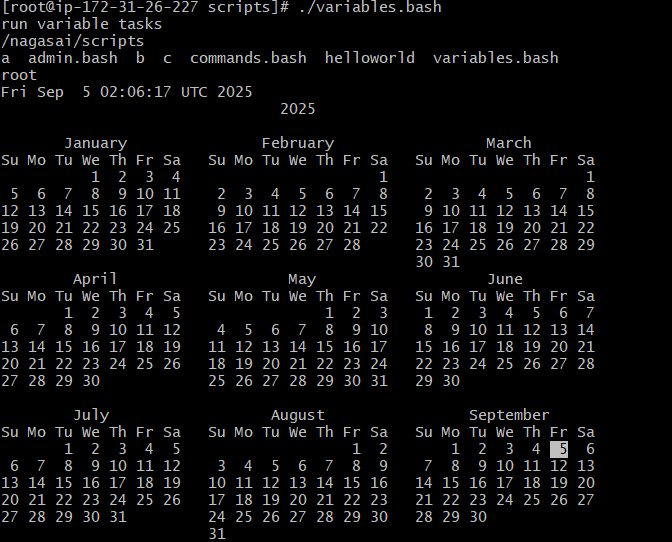 [root@ip-172-31-26-227 scripts]# ./variables.bash
run variable tasks
/nagasai/scripts
a  admin.bash  b  c  commands.bash  helloworld  variables.bash
root
Fri Sep  5 02:06:17 UTC 2025
                               2025

       January                February                 March
Su Mo Tu We Th Fr Sa   Su Mo Tu We Th Fr Sa   Su Mo Tu We Th Fr Sa
          1  2  3  4                      1                      1
 5  6  7  8  9 10 11    2  3  4  5  6  7  8    2  3  4  5  6  7  8
12 13 14 15 16 17 18    9 10 11 12 13 14 15    9 10 11 12 13 14 15
19 20 21 22 23 24 25   16 17 18 19 20 21 22   16 17 18 19 20 21 22
26 27 28 29 30 31      23 24 25 26 27 28      23 24 25 26 27 28 29
                                              30 31
        April                   May                    June
Su Mo Tu We Th Fr Sa   Su Mo Tu We Th Fr Sa   Su Mo Tu We Th Fr Sa
       1  2  3  4  5                1  2  3    1  2  3  4  5  6  7
 6  7  8  9 10 11 12    4  5  6  7  8  9 10    8  9 10 11 12 13 14
13 14 15 16 17 18 19   11 12 13 14 15 16 17   15 16 17 18 19 20 21
20 21 22 23 24 25 26   18 19 20 21 22 23 24   22 23 24 25 26 27 28
27 28 29 30            25 26 27 28 29 30 31   29 30

        July                  August                September
Su Mo Tu We Th Fr Sa   Su Mo Tu We Th Fr Sa   Su Mo Tu We Th Fr Sa
       1  2  3  4  5                   1  2       1  2  3  4  5  6
 6  7  8  9 10 11 12    3  4  5  6  7  8  9    7  8  9 10 11 12 13
13 14 15 16 17 18 19   10 11 12 13 14 15 16   14 15 16 17 18 19 20
20 21 22 23 24 25 26   17 18 19 20 21 22 23   21 22 23 24 25 26 27
27 28 29 30 31         24 25 26 27 28 29 30   28 29 30
                       31